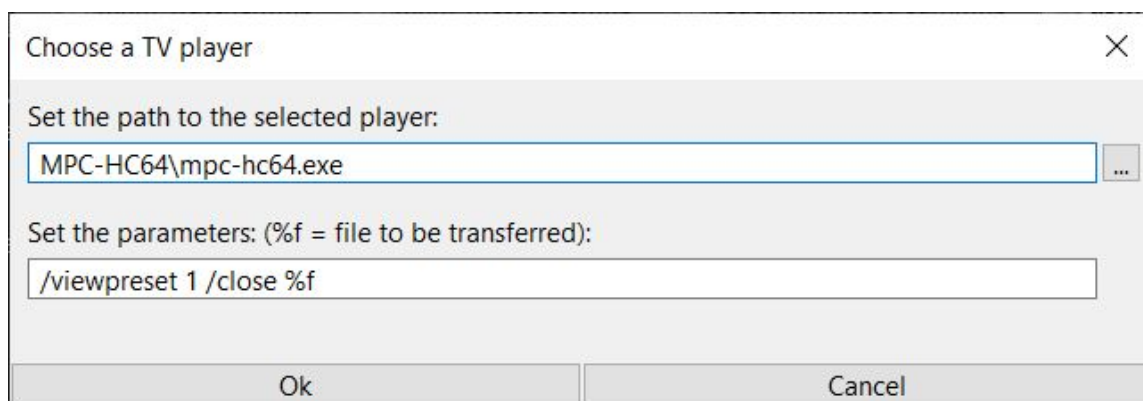 Choose a TV player
Set the path to the selected player:
MPC-HC64\mpc-hc64.exe
...
Set the parameters: (%f = file to be transferred):
/viewpreset 1 /close %f
Ok
Cancel